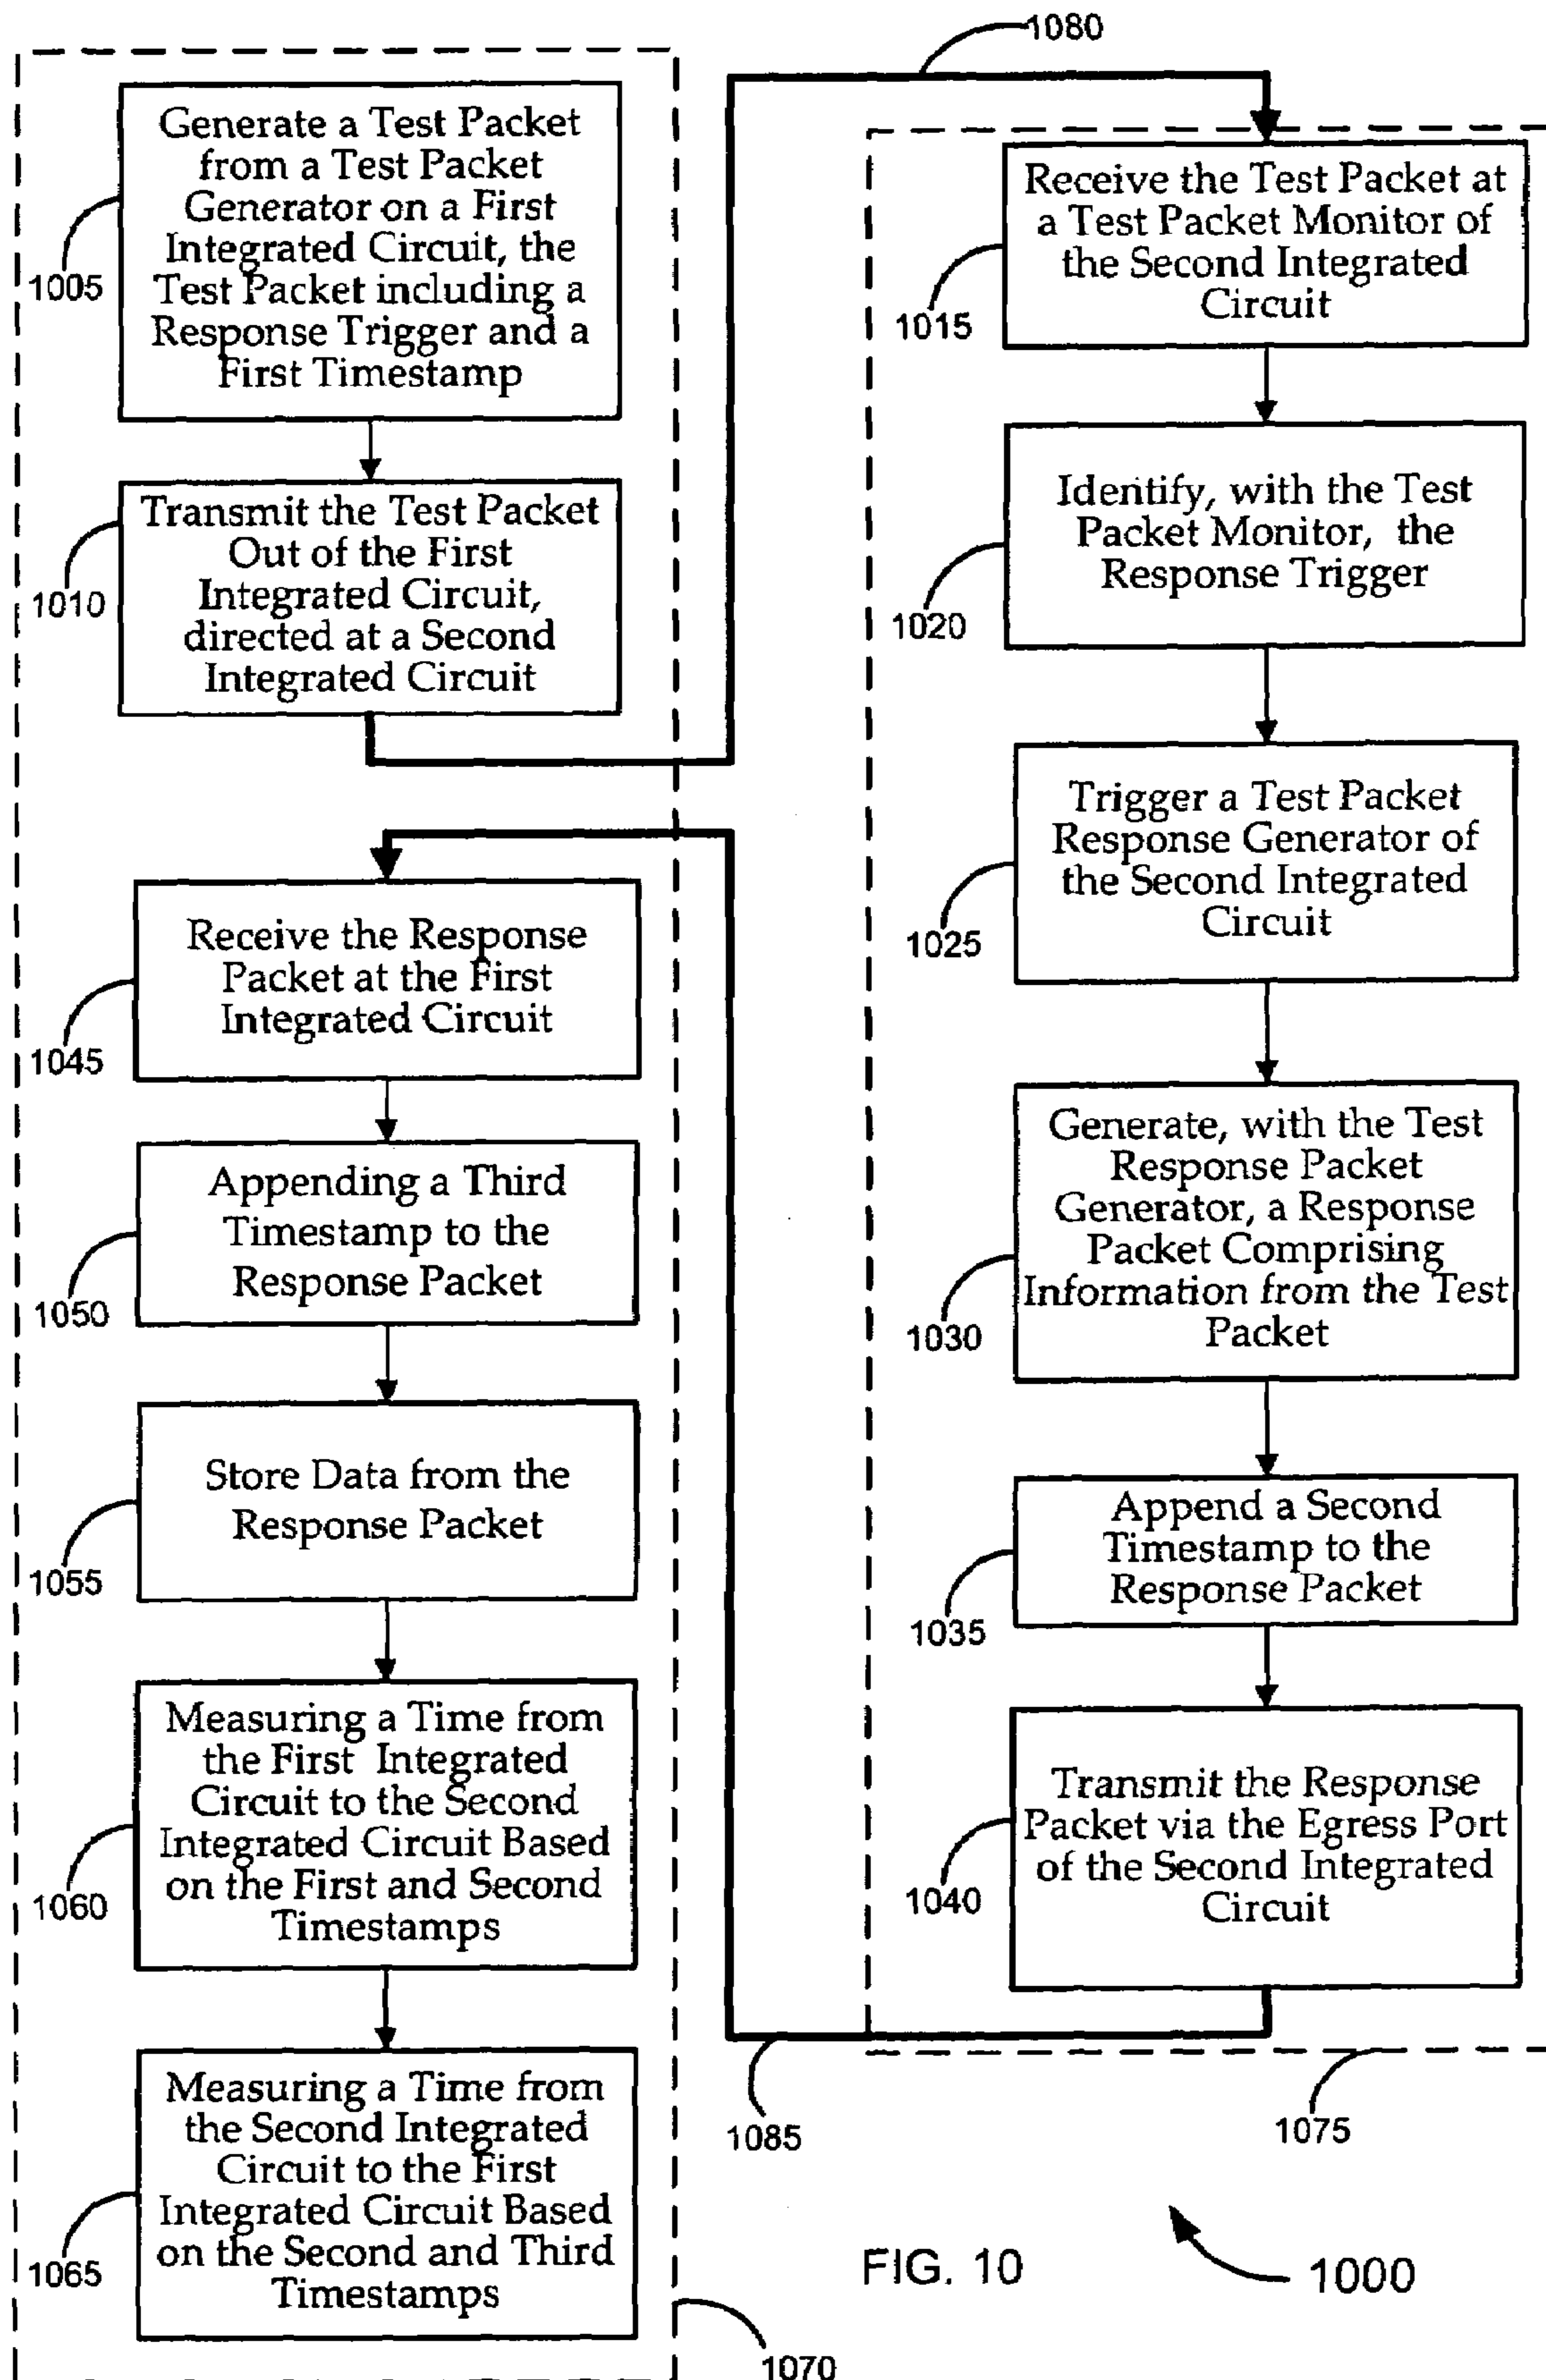 1080
Generate a Test Packet
from a Test Packet
Generator on a First
Integrated Circuit, the
Test Packet including a
Response Trigger and a
First Timestamp
1005
Transmit the Test Packet
Out of the First
Integrated Circuit,
directed at a Second
Integrated Circuit
1010
Receive the Test Packet at
a Test Packet Monitor of
the Second Integrated
Circuit
1015
Identify, with the Test
Packet Monitor, the
Response Trigger
1020
Trigger a Test Packet
Response Generator of
the Second Integrated
Circuit
1025
Generate, with the Test
Response Packet
Generator, a Response
Packet Comprising
Information from the Test
Packet
1030
Append a Second
Timestamp to the
Response Packet
1035
Transmit the Response
Packet via the Egress Port
of the Second Integrated
Circuit
1040
Receive the Response
Packet at the First
Integrated Circuit
1045
Appending a Third
Timestamp to the
Response Packet
1050
Store Data from the
Response Packet
1055
Measuring a Time from
the First Integrated
Circuit to the Second
Integrated Circuit Based
on the First and Second
Timestamps
1060
Measuring a Time from
the Second Integrated
Circuit to the First
Integrated Circuit Based
on the Second and Third
Timestamps
1065
1085
1075
FIG. 10
1000
1070